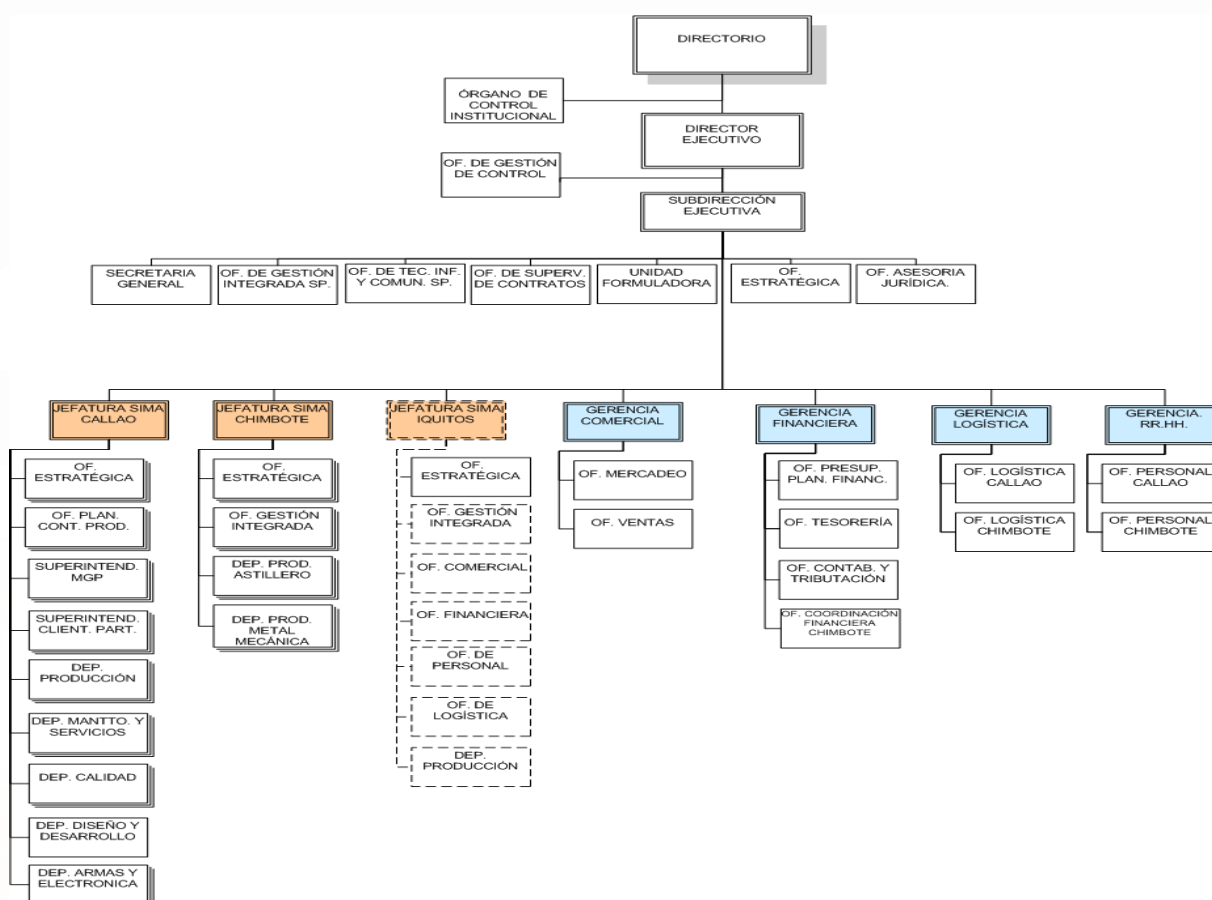 DIRECTORIO
ÓRGANO DE
CONTROL
INSTITUCIONAL
DIRECTOR
EJECUTIVO
OF. DE GESTIÓN
DE CONTROL
SUBDIRECCIÓN
EJECUTIVA
SECRETARIA
GENERAL
OF. DE GESTIÓN
INTEGRADA SP.
OF. DE TEC. INF.
Y COMUN. SP.
OF. DE SUPERV.
DE CONTRATOS
UNIDAD
FORMULADORA
OF.
ESTRATÉGICA
OF. ASESORIA
JURÍDICA.
JEFATURA SIMA
CALLAO
OF.
ESTRATÉGICA
OF. PLAN.
CONT. PROD.
SUPERINTEND.
MGP
SUPERINTEND.
CLIENT. PART.
DEP.
PRODUCCIÓN
DEP. MANTTO. Y
SERVICIOS
DEP. CALIDAD
DEP. DISEÑO Y
DESARROLLO
DEP. ARMAS Y
ELECTRONICA
JEFATURA SIMA
CHIMBOTE
OF.
ESTRATÉGICA
OF. GESTIÓN
INTEGRADA
DEP. PROD.
ASTILLERO
DEP. PROD.
METAL
MECÁNICA
JEFATURA SIMA
IQUITOS
OF.
ESTRATÉGICA
OF. GESTIÓN
INTEGRADA
OF. COMERCIAL
OF. FINANCIERA
OF. DE
PERSONAL
OF. DE
LOGÍSTICA
DEP.
PRODUCCIÓN
GERENCIA
COMERCIAL
OF. MERCADEO
OF. VENTAS
GERENCIA
FINANCIERA
OF. PRESUP.
PLAN. FINANC.
OF. TESORERÍA
OF. CONTAB. Y
TRIBUTACIÓN
OF. COORDINACIÓN
FINANCIERA
CHIMBOTE
GERENCIA
LOGÍSTICA
OF. LOGÍSTICA
CALLAO
OF. LOGÍSTICA
CHIMBOTE
GERENCIA.
RR.HH.
OF. PERSONAL
CALLAO
OF. PERSONAL
CHIMBOTE